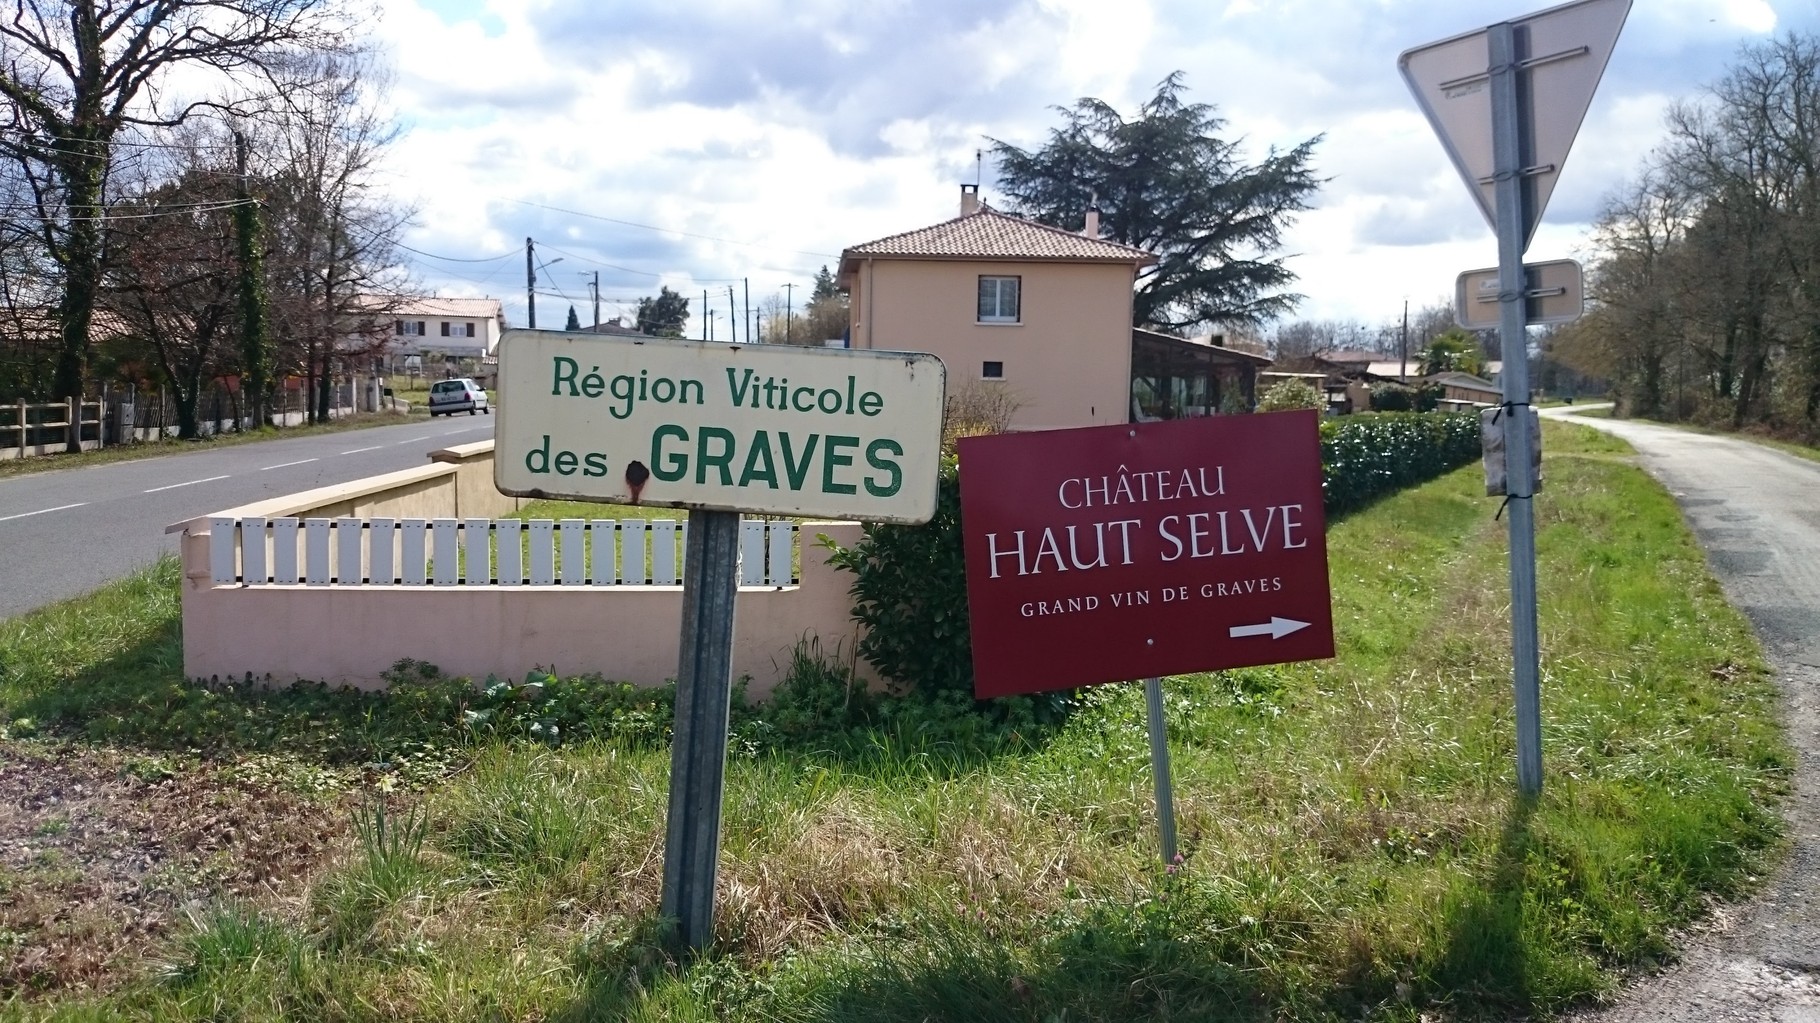 Région Viticole
des GRAVES
CHÂTEAU
HAUT SELVE
GRAND VIN DE GRAVES